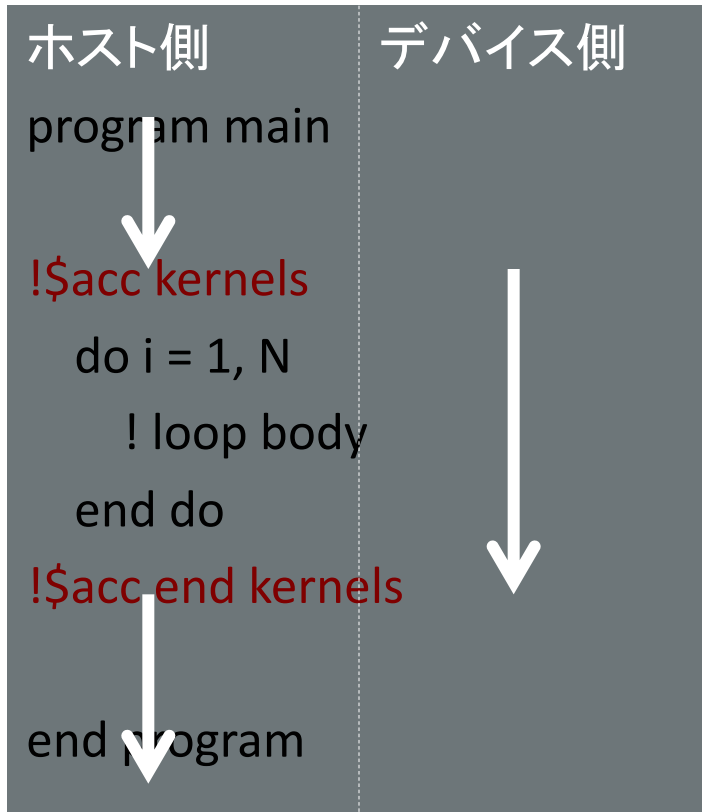 ホスト側
デバイス側
program main
!$acc kernels
do i = 1, N
! loop body
end do
!$acc end kernels
end program